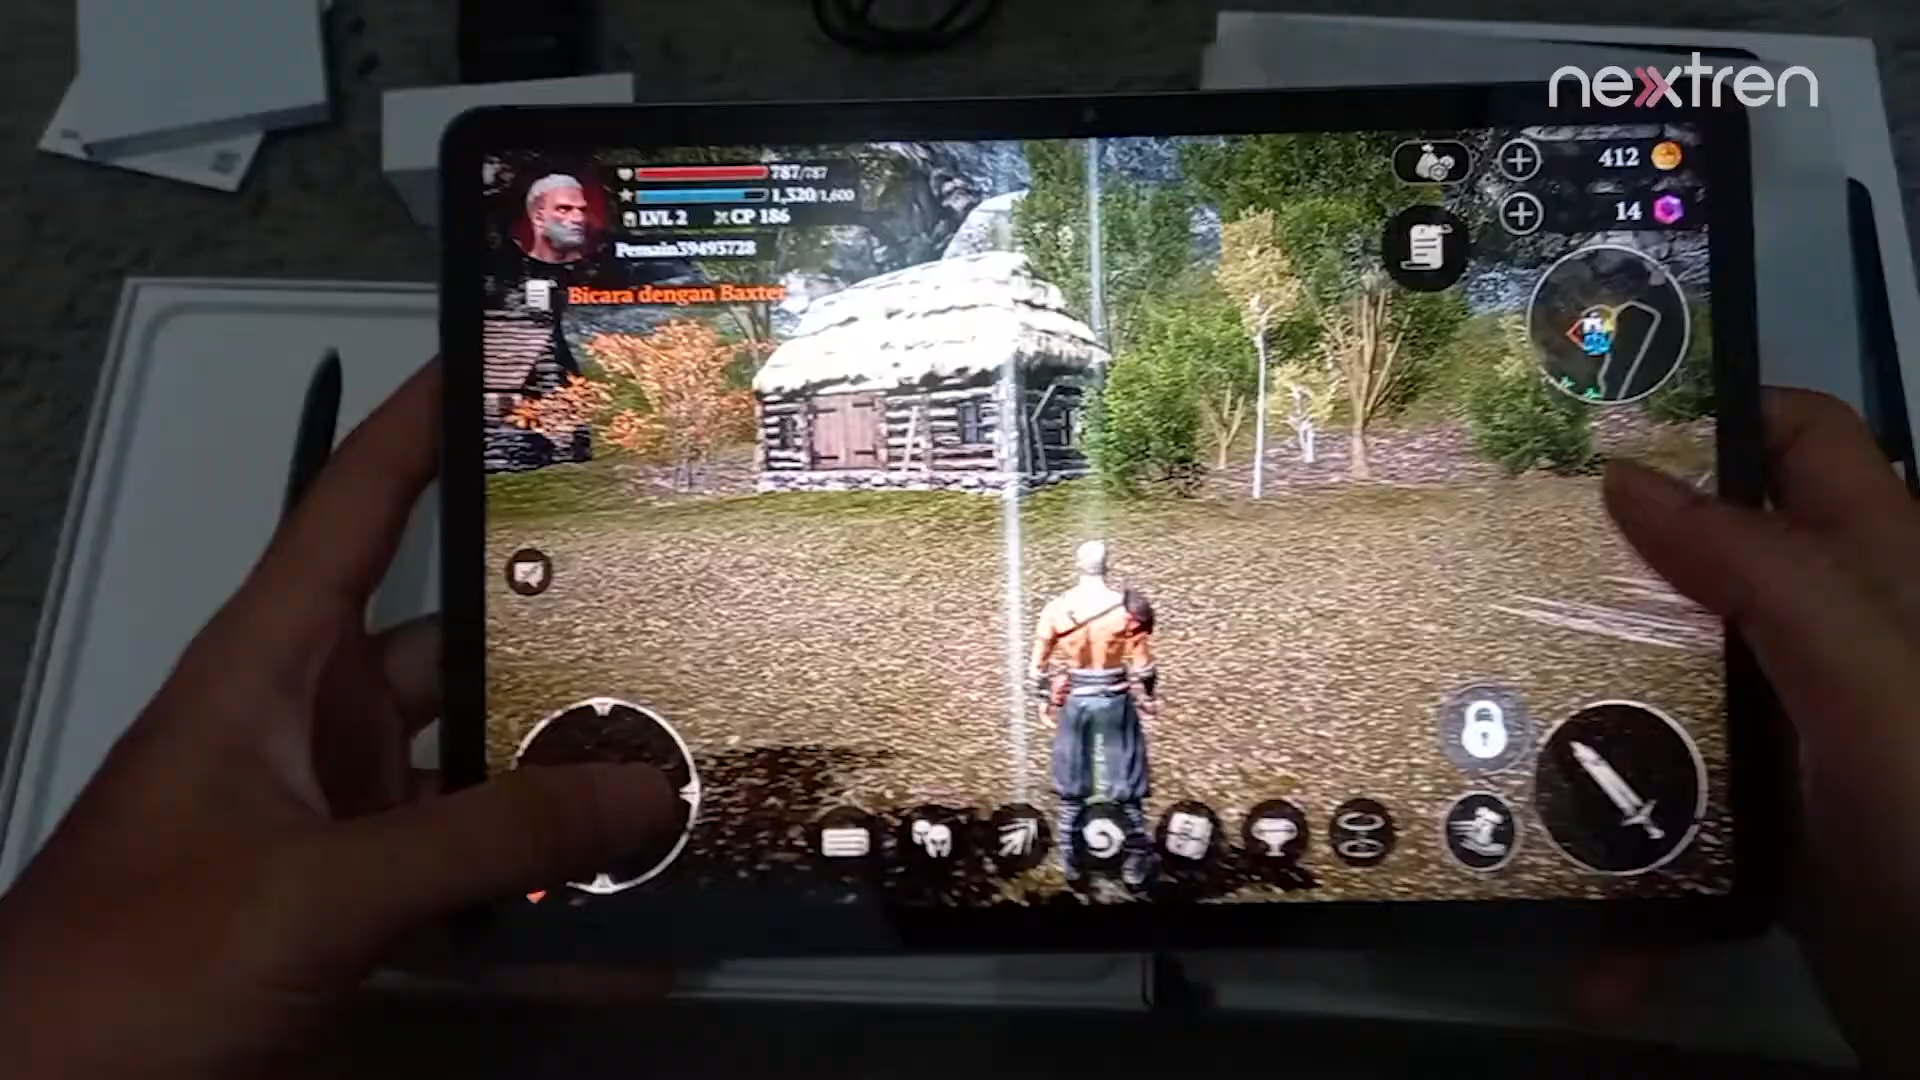 nextren
787/787
412
1,320/1,600
LVL 2
CP 186
14
Pemain39493728
Bicara dengan Baxter